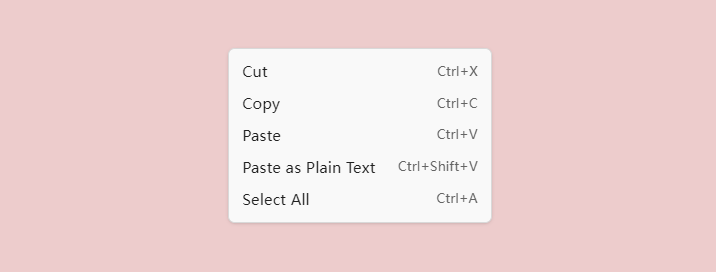 Cut Ctrl+X
Copy Ctrl+C
Paste Ctrl+V
Paste as Plain Text Ctrl+Shift+V
Select All Ctrl+A